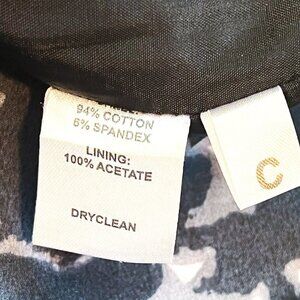 94% COTTON
6% SPANDEX
LINING:
100% ACETATE
DRYCLEAN
C